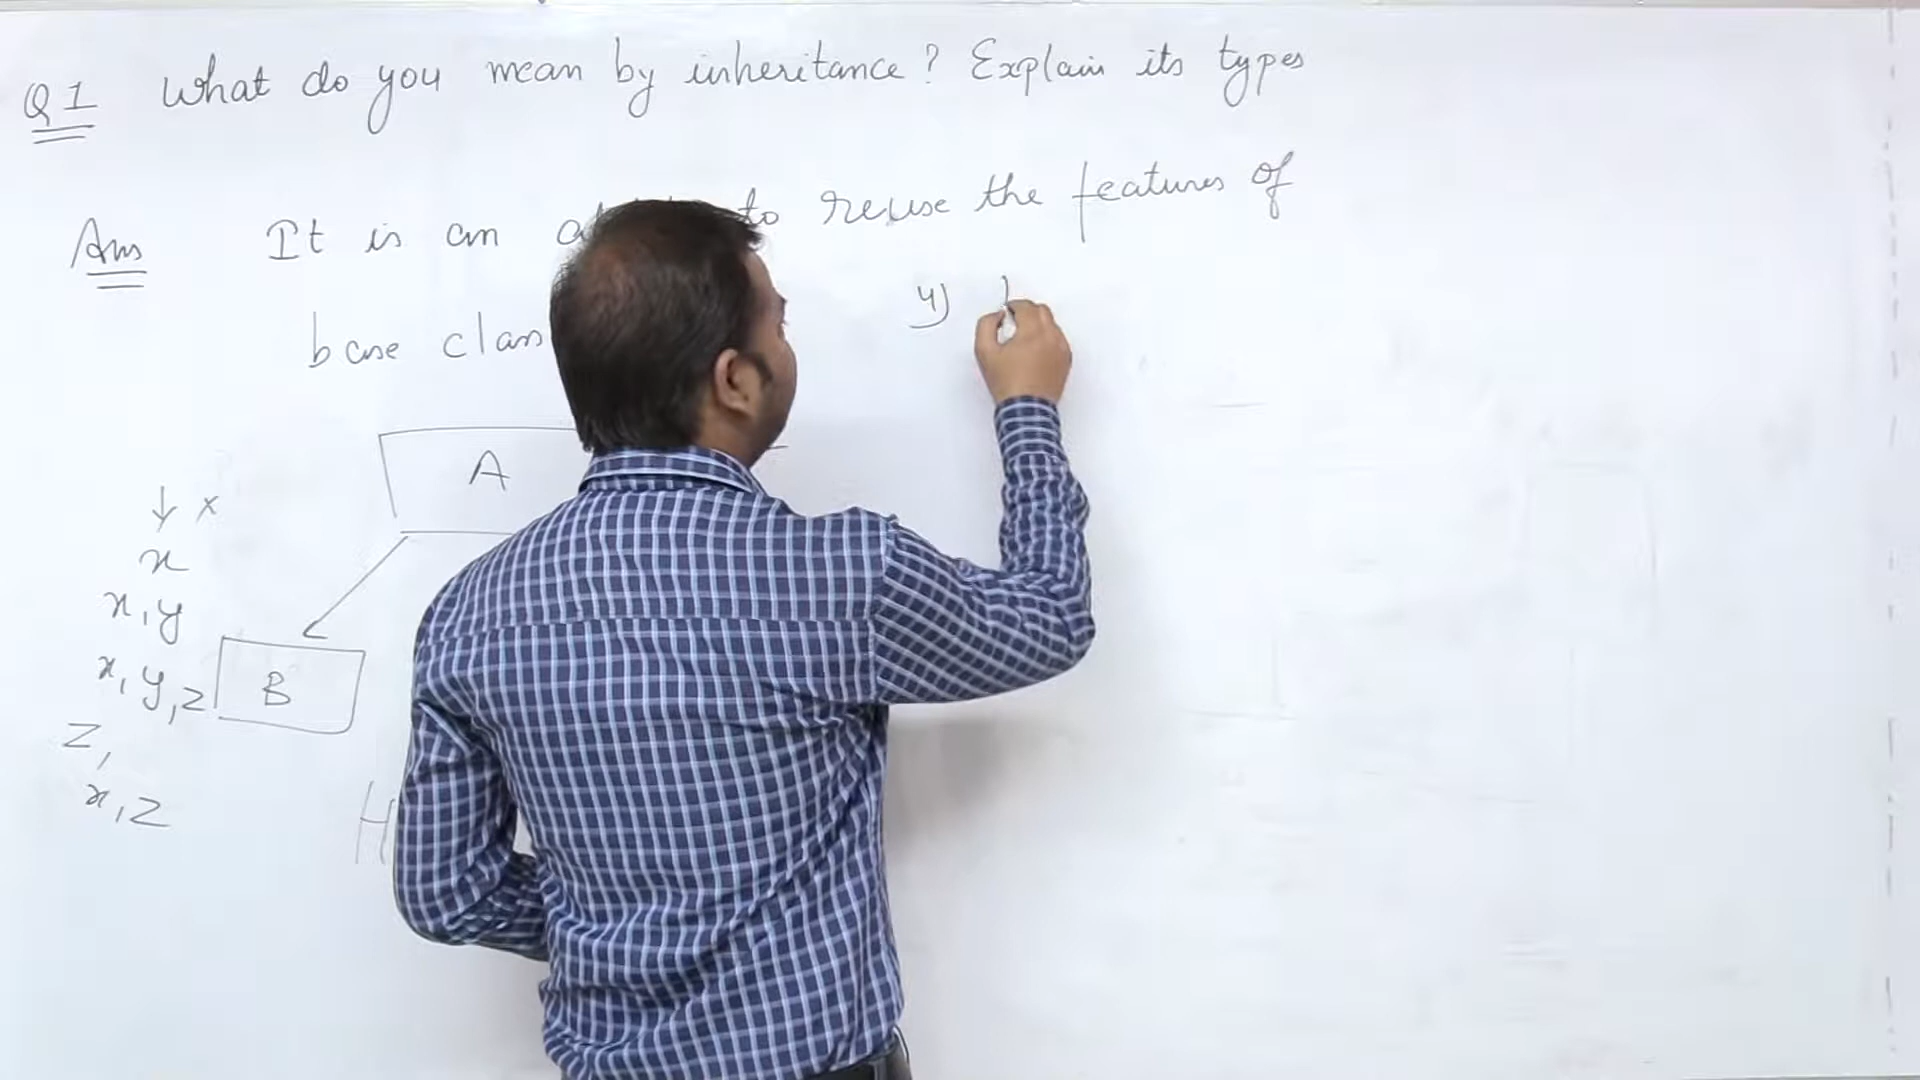 Q1 What do you mean by inheritance? Explain its types
Ans It is an to reuse the features of
base class
4)
A
↓ x
x
x, y
x, y, z
B
z,
x, z
H